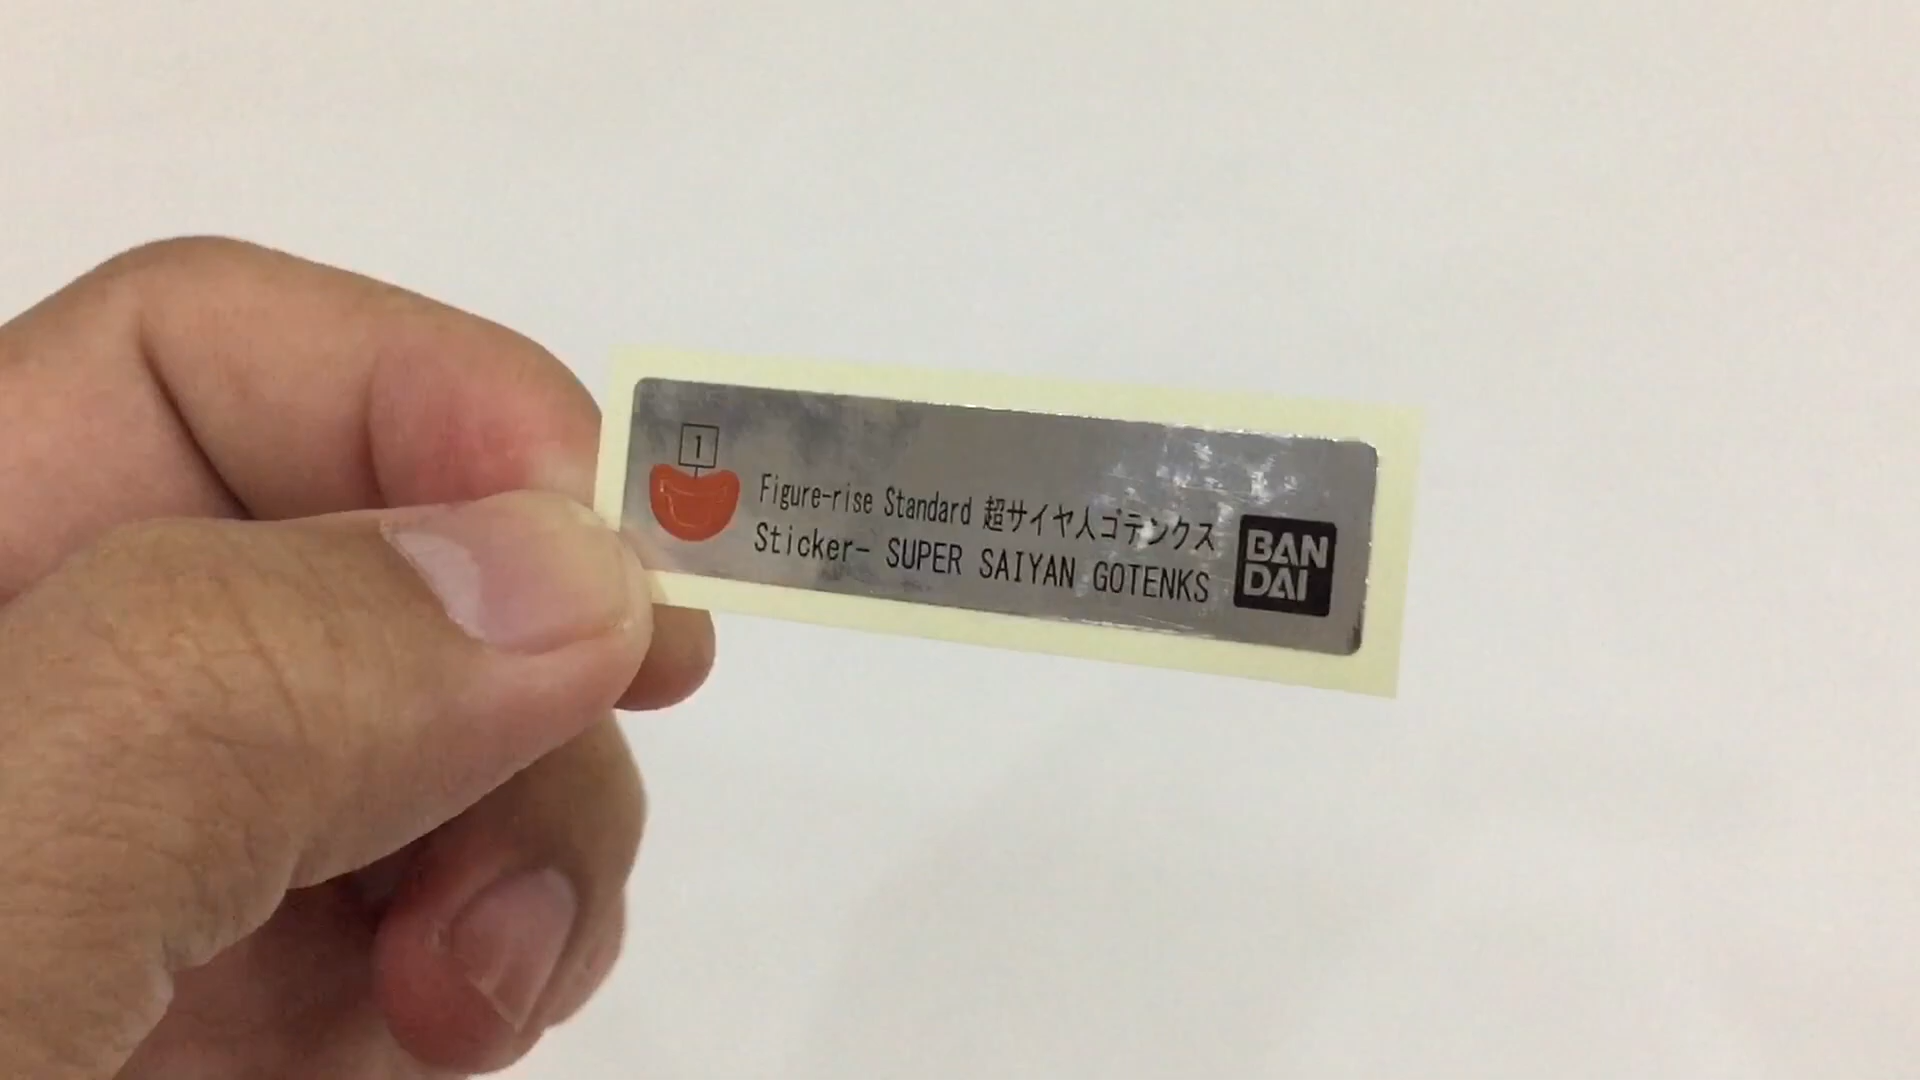 1
Figure-rise Standard 超サイヤ人ゴテンクス
Sticker- SUPER SAIYAN GOTENKS
BAN
DAI